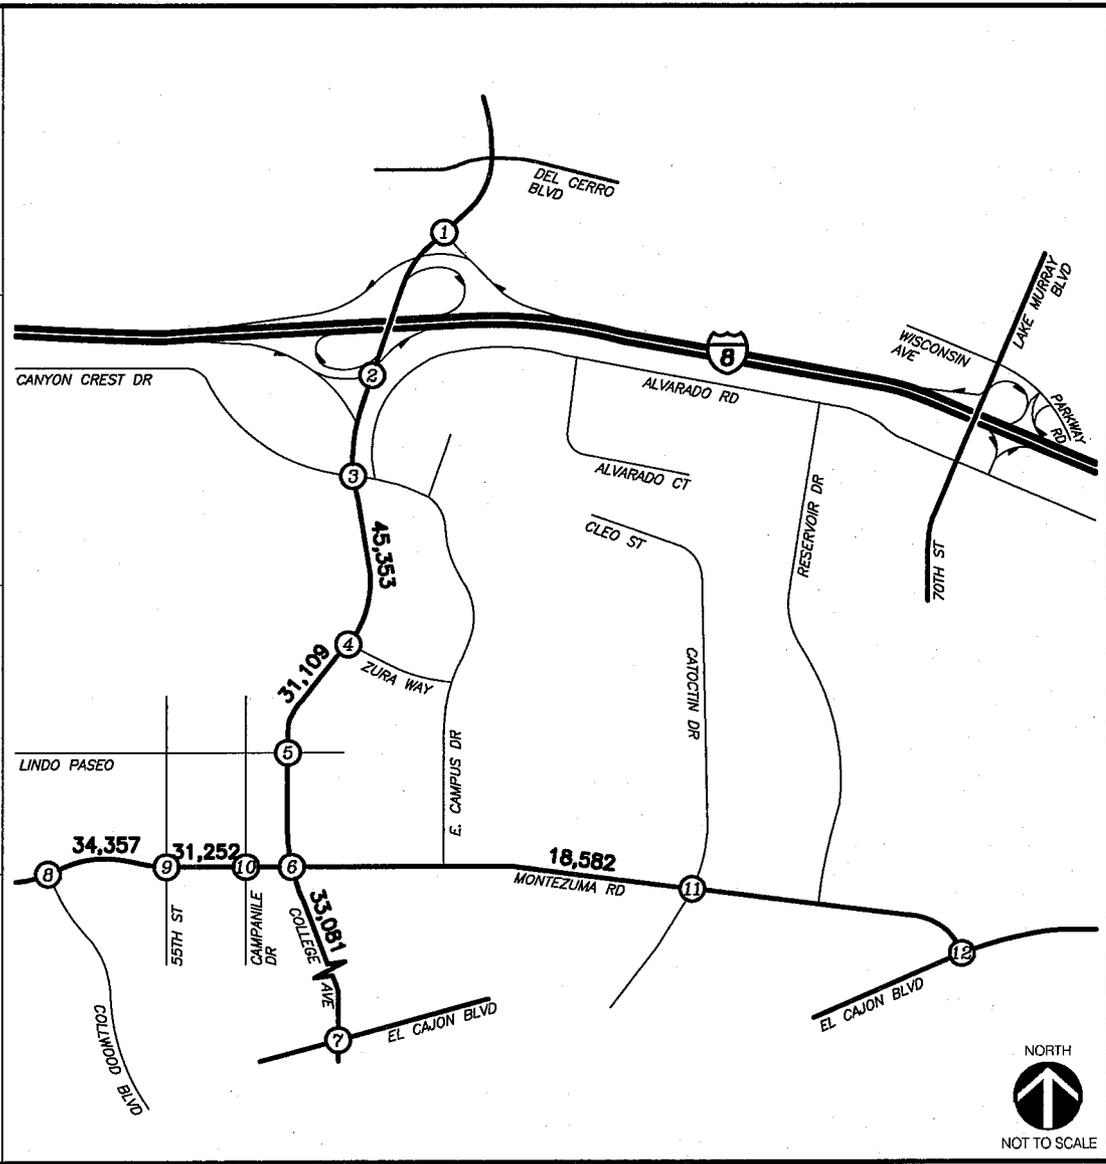 DEL CERRO
BLVD
1
LAKE MURRAY
BLVD
WISCONSIN
AVE
8
2
CANYON CREST DR
ALVARADO RD
PARKWAY
RD
3
ALVARADO CT
RESERVOIR DR
CLEO ST
45,353
70TH ST
4
ZURA WAY
31,109
CATOCTIN DR
5
LINDO PASEO
E. CAMPUS DR
34,357
31,252
18,582
8
9
10
6
MONTEZUMA RD
11
33,081
COLLEGE
AVE
55TH ST
CAMPANILE
DR
12
EL CAJON BLVD
7
EL CAJON BLVD
COLLWOOD BLVD
NORTH
NOT TO SCALE